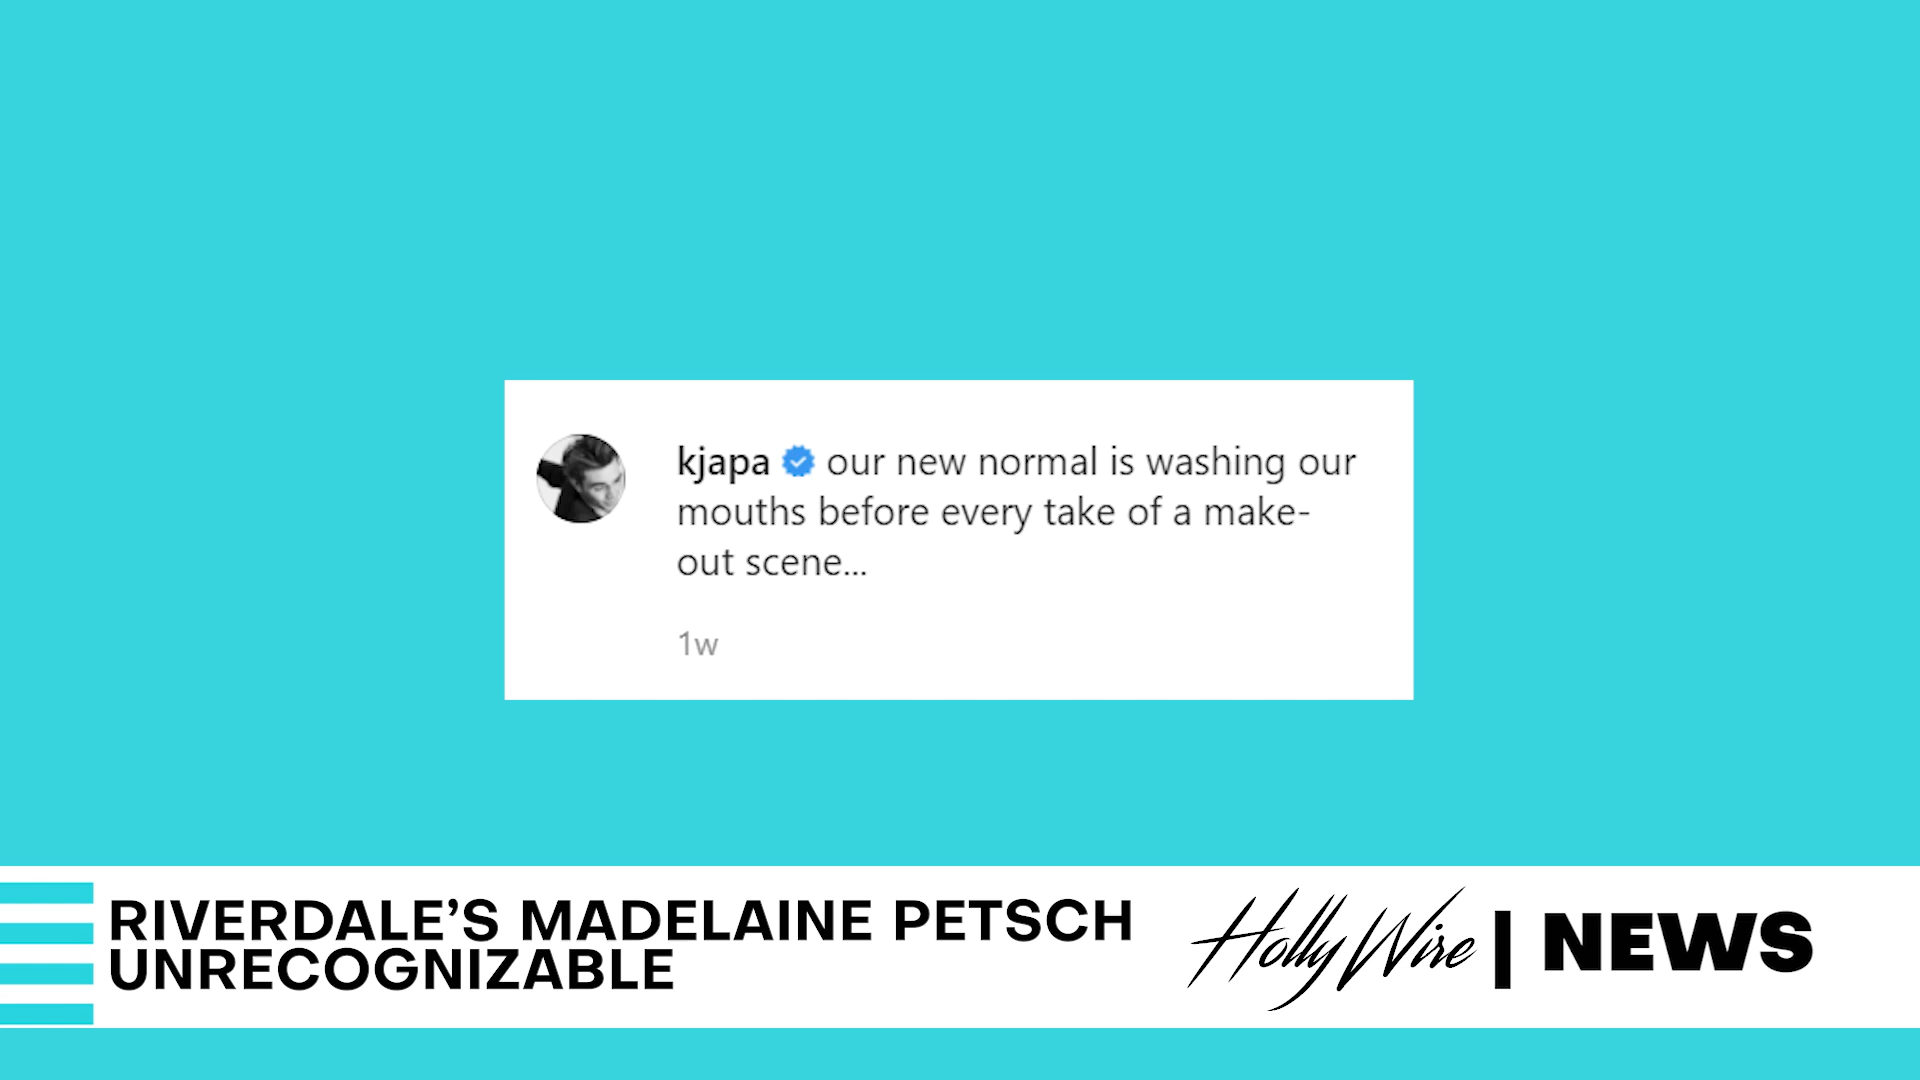 kjapa our new normal is washing our
mouths before every take of a make-
out scene...
1w
RIVERDALE’S MADELAINE PETSCH
UNRECOGNIZABLE
HollyWire | NEWS